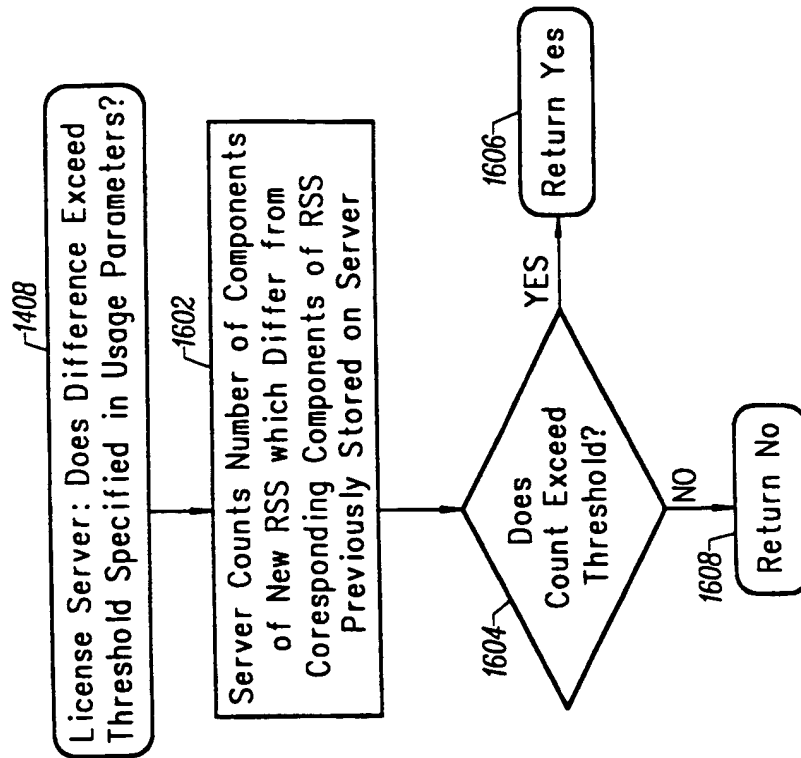 1408
License Server: Does Difference Exceed
Threshold Specified in Usage Parameters?
1602
Server Counts Number of Components
of New RSS which Differ from
Coresponding Components of RSS
Previously Stored on Server
1604
Does
Count Exceed
Threshold?
YES
1606
Return Yes
NO
1608
Return No